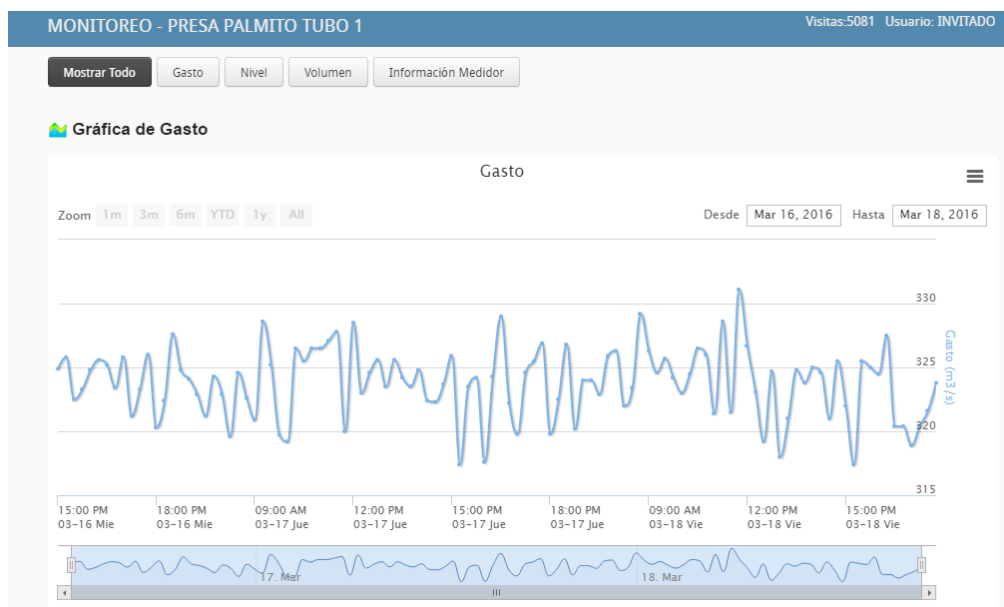 MONITOREO - PRESA PALMITO TUBO 1
Visitas:5081 Usuario: INVITADO
Mostrar Todo Gasto Nivel Volumen Información Medidor
Gráfica de Gasto
Gasto
Zoom 1m 3m 6m YTD 1y All Desde Mar 16, 2016 Hasta Mar 18, 2016
330
325
320
315
Gasto (m3/s)
15:00 PM 18:00 PM 09:00 AM 12:00 PM 15:00 PM 18:00 PM 09:00 AM 12:00 PM 15:00 PM
03-16 Mie 03-16 Mie 03-17 Jue 03-17 Jue 03-17 Jue 03-17 Jue 03-18 Vie 03-18 Vie 03-18 Vie
17. Mar 18. Mar